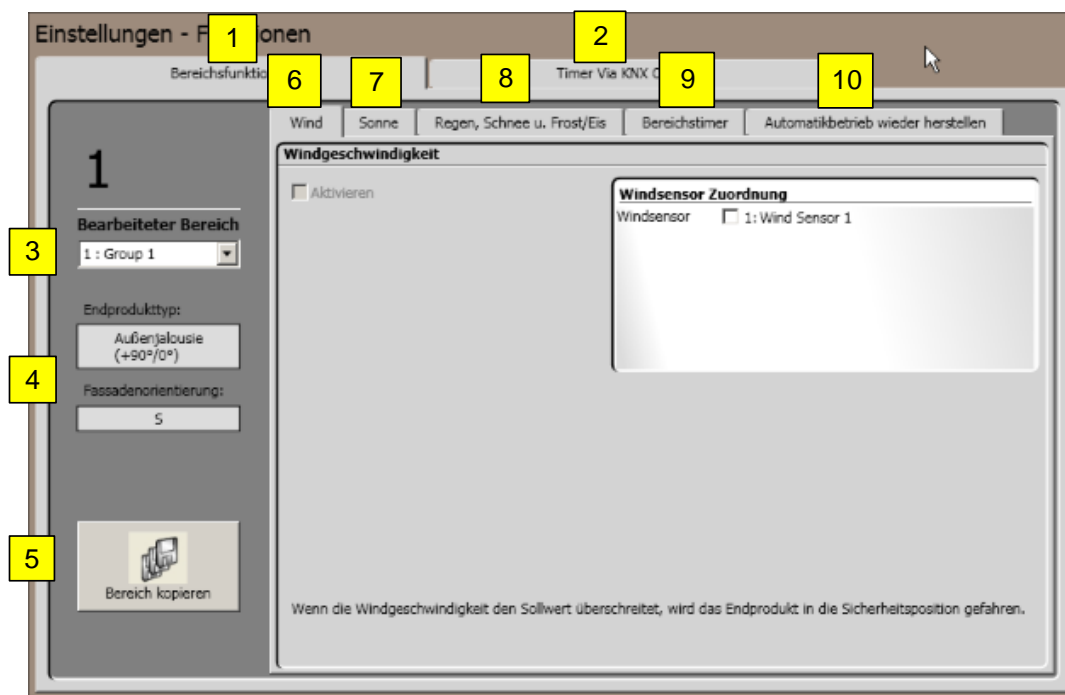 Einstellungen - F
onen
1
2
Bereichsfunktio
Timer Via KNX
6
7
8
9
10
Wind
Sonne
Regen, Schnee u. Frost/Eis
Bereichstimer
Automatikbetrieb wieder herstellen
1
Bearbeiteter Bereich
3
1 : Group 1
Endprodukttyp:
Außenjalousie
(+90°/0°)
4
Fassadenorientierung:
S
5
Bereich kopieren
Windgeschwindigkeit
Aktivieren
Windsensor Zuordnung
Windsensor 1: Wind Sensor 1
Wenn die Windgeschwindigkeit den Sollwert überschreitet, wird das Endprodukt in die Sicherheitsposition gefahren.